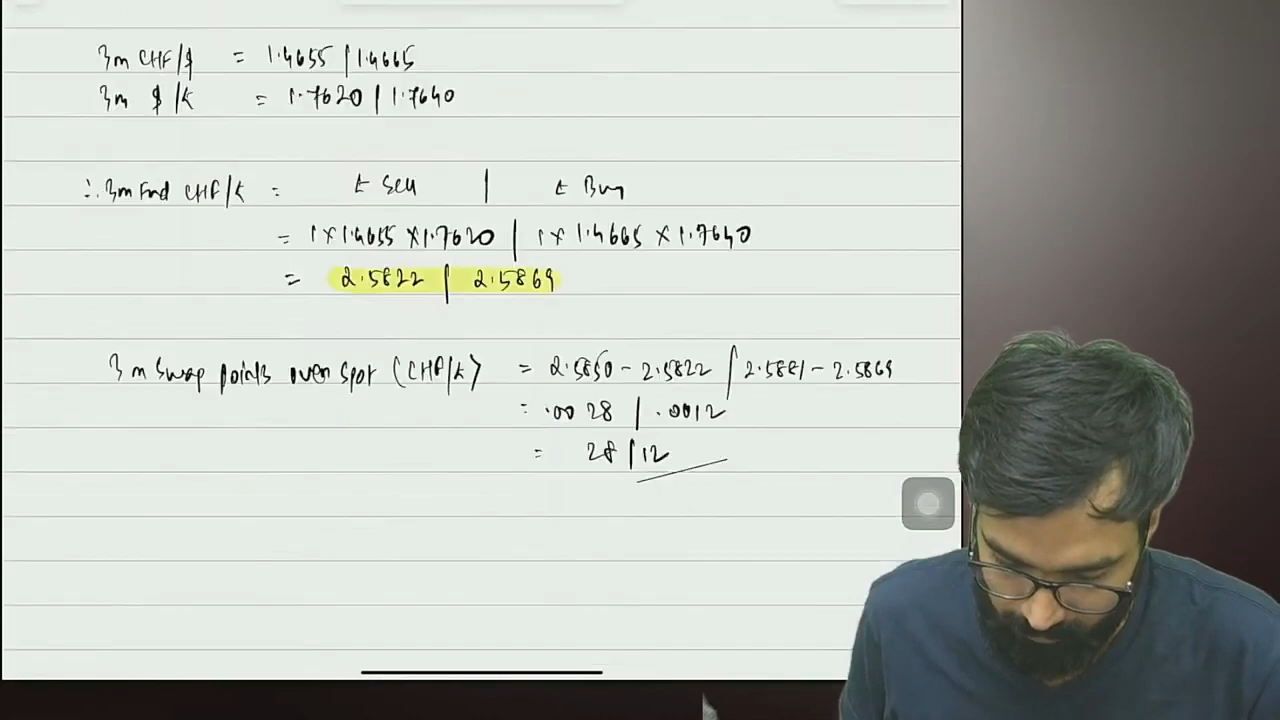 3m CHF/$ = 1.4655 | 1.4665
3m $/£ = 1.7620 | 1.7640
∴ 3m Fwd CHF/£ = £ Sell | £ Buy
= 1 × 1.4655 × 1.7620 | 1 × 1.4665 × 1.7640
= 2.5822 | 2.5869
3m Swap points over spot (CHF/£) = 2.5850 - 2.5822 | 2.5881 - 2.5869
= .0028 | .0012
= 28 | 12